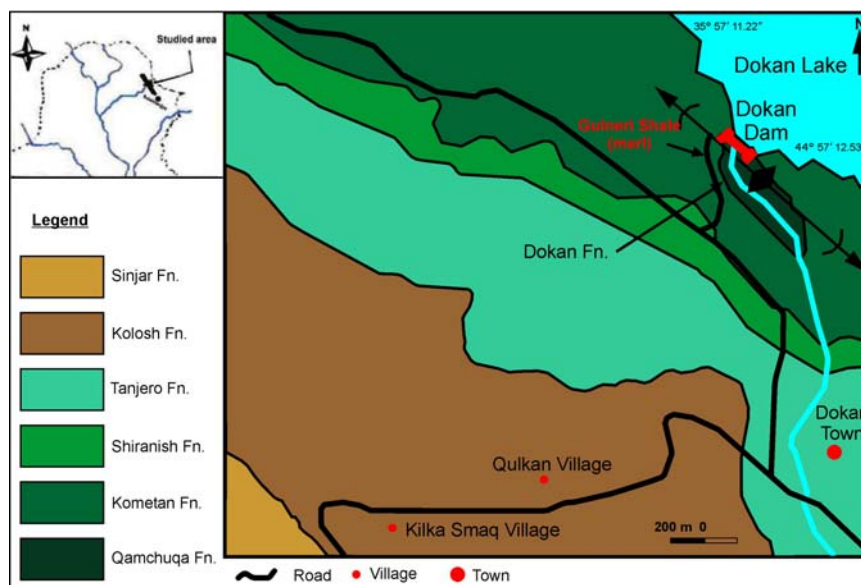 N
Studied area
Legend
Sinjar Fn.
Kolosh Fn.
Tanjero Fn.
Shiranish Fn.
Kometan Fn.
Qamchuqa Fn.
35° 57' 11.22"
N
Dokan Lake
Dokan
Dam
Gulneri Shale
(marl)
44° 57' 12.53
Dokan Fn.
Dokan
Town
Qulkan Village
Kilka Smaq Village
200 m 0
Road
Village
Town